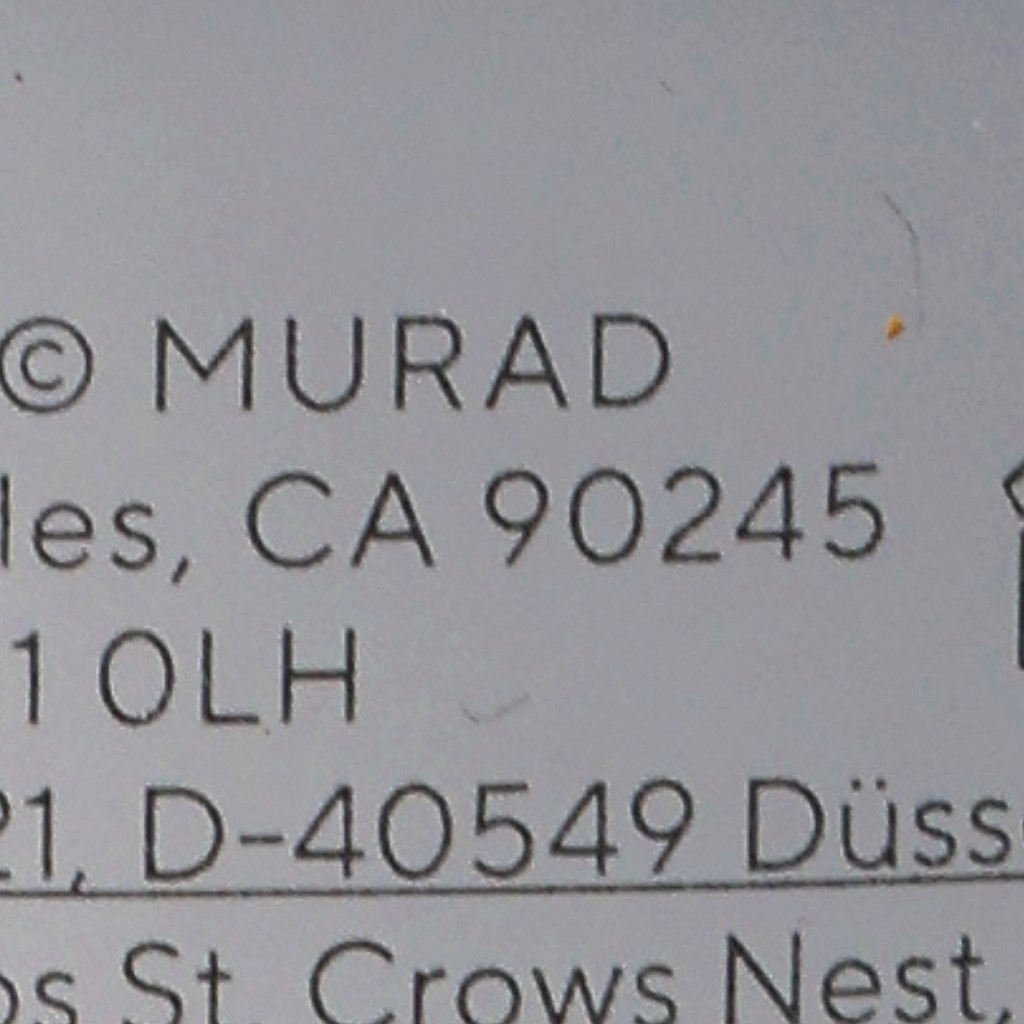 © MURAD
les, CA 90245
1 0LH
21, D-40549 Düss
os St. Crows Nest,